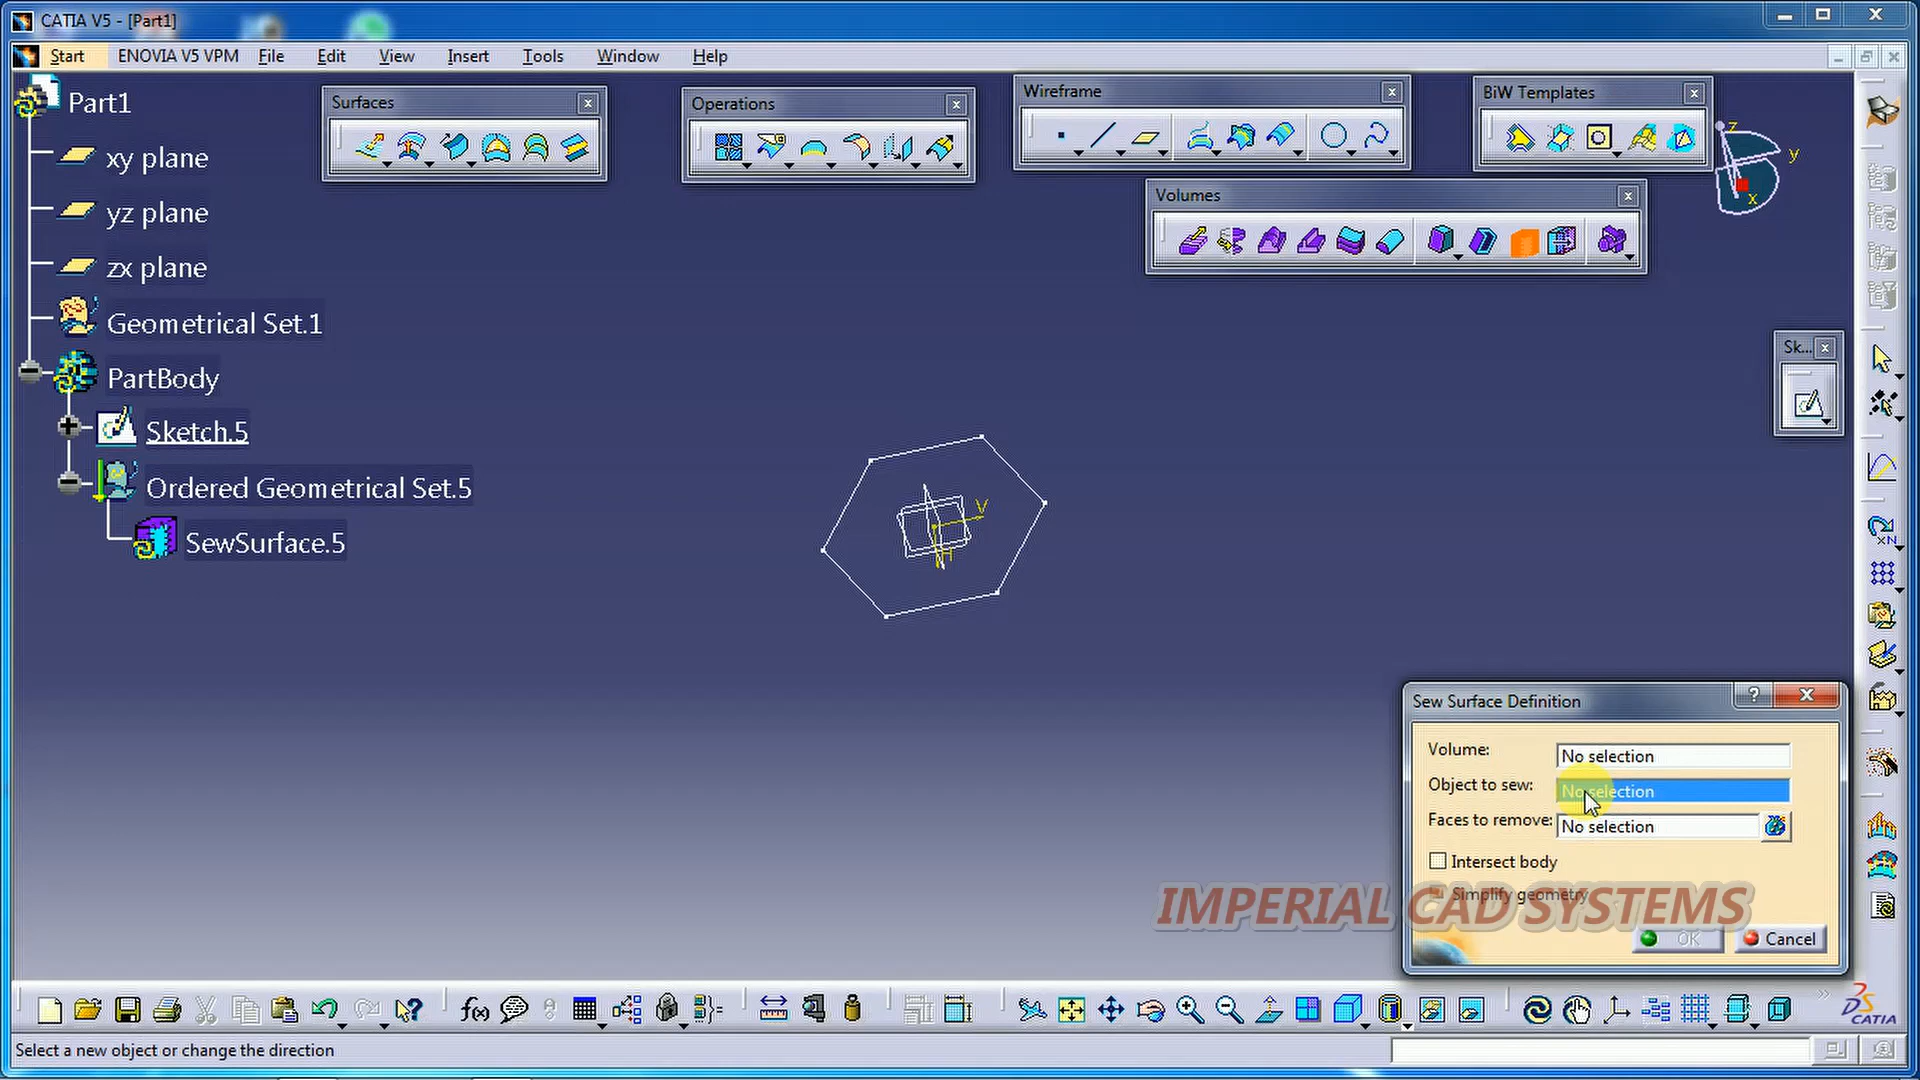 CATIA V5 - [Part1]
Start ENOVIA V5 VPM File Edit View Insert Tools Window Help
Part1
xy plane
yz plane
zx plane
Geometrical Set.1
PartBody
Sketch.5
Ordered Geometrical Set.5
SewSurface.5
Surfaces
Operations
Wireframe
BiW Templates
Volumes
z
y
x
Sk...
V
H
Sew Surface Definition
Volume: No selection
Object to sew: No selection
Faces to remove: No selection
Intersect body
Simplify geometry
OK Cancel
IMPERIAL CAD SYSTEMS
f(x)
xN
CATIA
Select a new object or change the direction